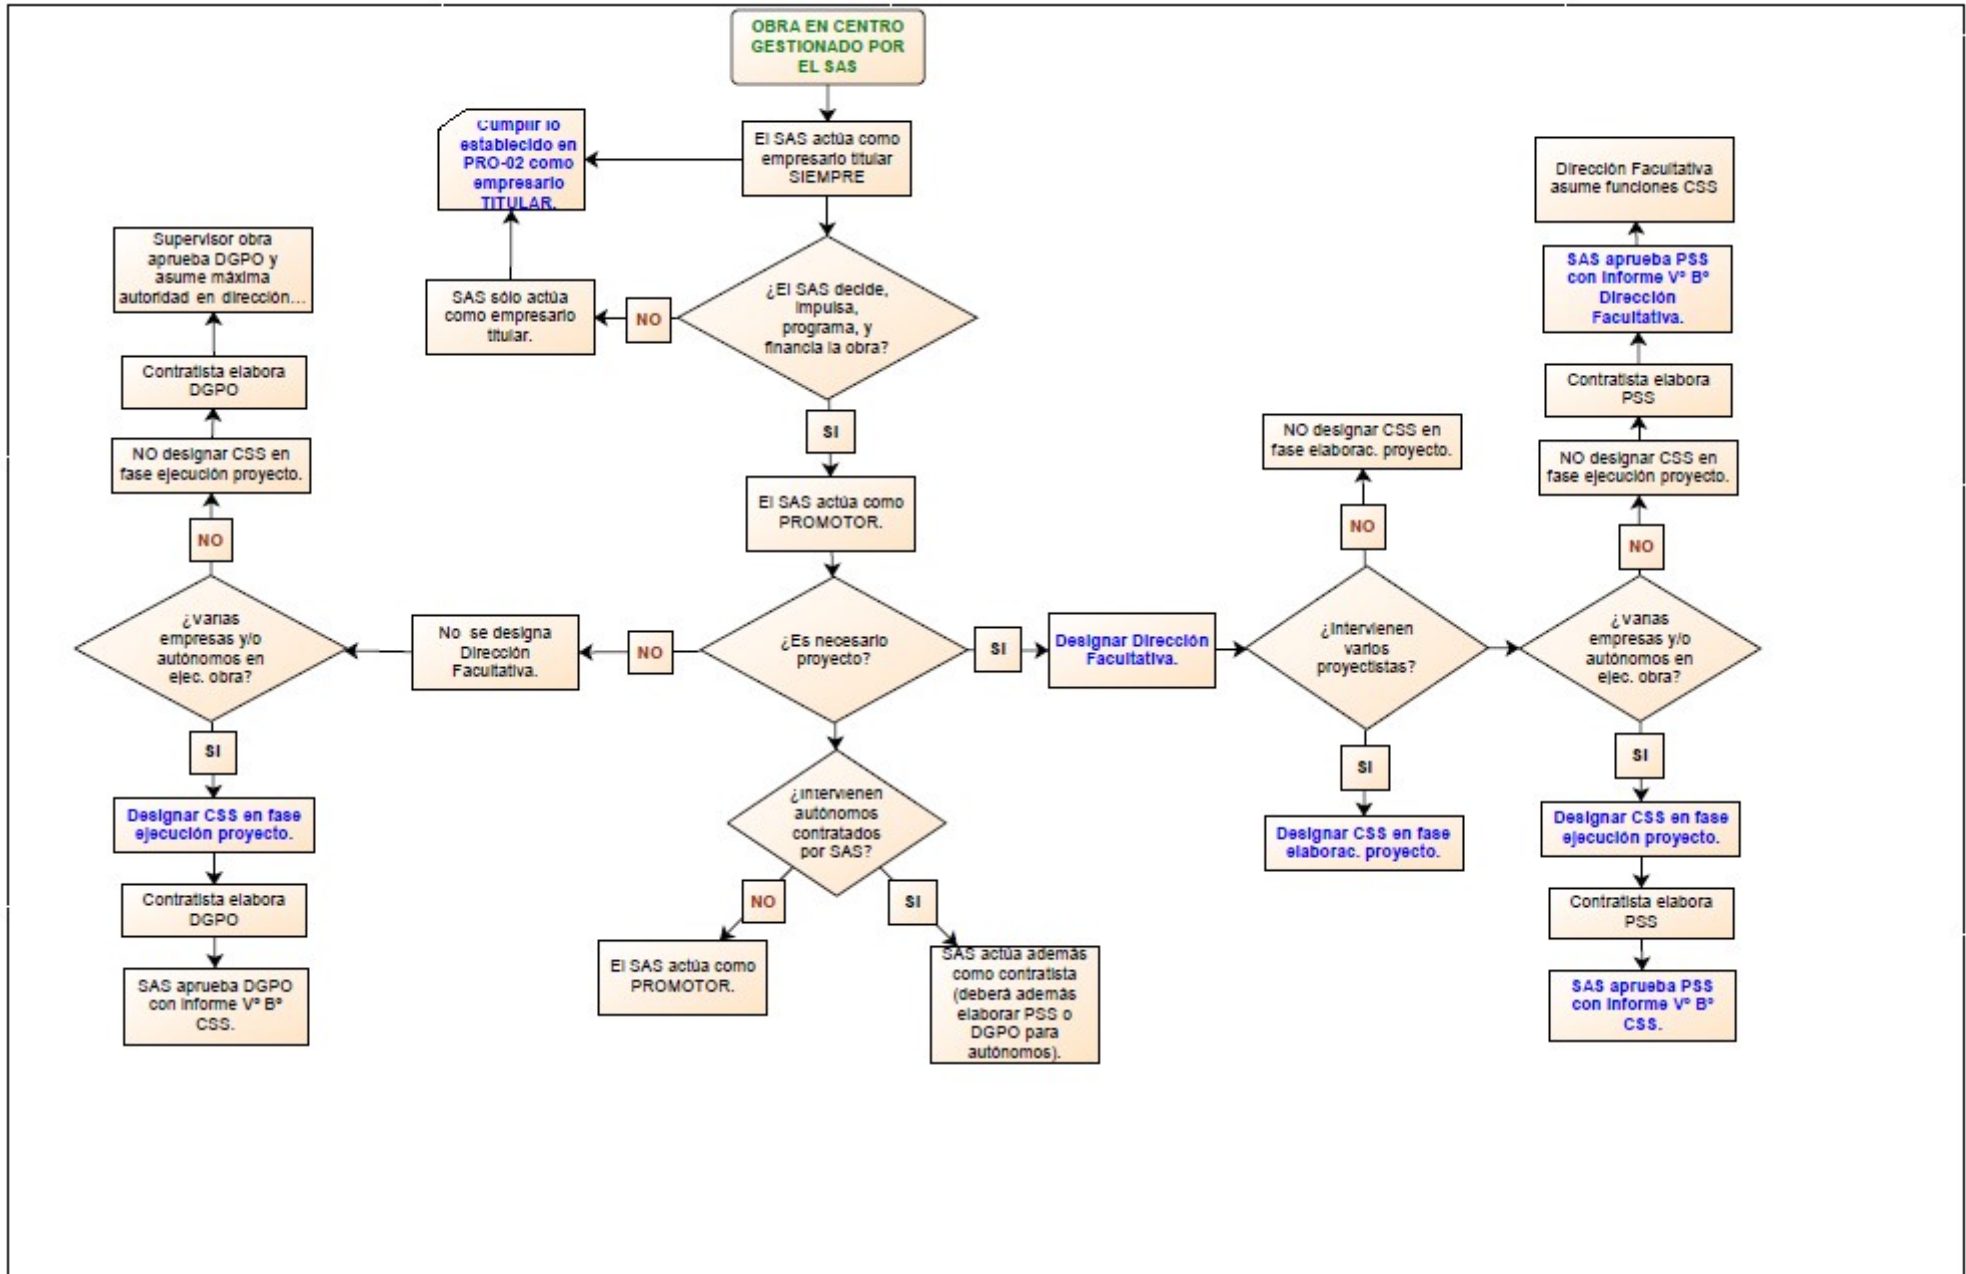 OBRA EN CENTRO
GESTIONADO POR
EL SAS
El SAS actúa como
empresario titular
SIEMPRE
Cumplir lo
establecido en
PRO-02 como
empresario
TITULAR.
¿El SAS decide,
impulsa,
programa, y
financia la obra?
NO
SAS sólo actúa
como empresario
titular.
SI
El SAS actúa como
PROMOTOR.
¿Es necesario
proyecto?
NO
No se designa
Dirección
Facultativa.
¿Varias
empresas y/o
autónomos en
ejec. obra?
NO
NO designar CSS en
fase ejecución proyecto.
Contratista elabora
DGPO
Supervisor obra
aprueba DGPO y
asume máxima
autoridad en dirección...
SI
Designar CSS en fase
ejecución proyecto.
Contratista elabora
DGPO
SAS aprueba DGPO
con informe Vº Bº
CSS.
¿Intervienen
autónomos
contratados
por SAS?
NO
El SAS actúa como
PROMOTOR.
SI
SAS actúa además
como contratista
(deberá además
elaborar PSS o
DGPO para
autónomos).
SI
Designar Dirección
Facultativa.
¿Intervienen
varios
proyectistas?
NO
NO designar CSS en
fase elaborac. proyecto.
SI
Designar CSS en fase
elaborac. proyecto.
¿Varias
empresas y/o
autónomos en
ejec. obra?
NO
NO designar CSS en
fase ejecución proyecto.
Contratista elabora
PSS
SAS aprueba PSS
con informe Vº Bº
Dirección
Facultativa.
Dirección Facultativa
asume funciones CSS
SI
Designar CSS en fase
ejecución proyecto.
Contratista elabora
PSS
SAS aprueba PSS
con informe Vº Bº
CSS.